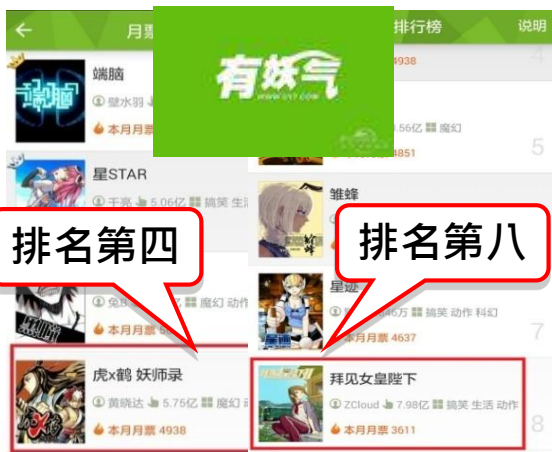 月票
排行榜
说明
有妖气
WWW.U17.COM
端脑
壁水羽
本月月票
星STAR
于亮 5.06亿 搞笑 生活
排名第四
魔幻 动作
本月月票
虎x鹤 妖师录
黄晓达 5.75亿 魔幻
本月月票 4938
4938
4
.56亿 魔幻
4851
5
雏蜂
排名第八
星迹
搞笑 动作 科幻
本月月票 4637
7
拜见女皇陛下
ZCloud 7.98亿 搞笑 生活 动作
本月月票 3611
8